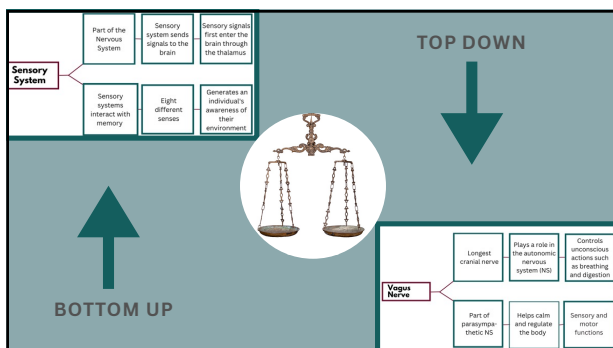 Sensory
System
Part of the
Nervous
System
Sensory
system sends
signals to the
brain
Sensory signals
first enter the
brain through
the thalamus
Sensory
systems
interact with
memory
Eight
different
senses
Generates an
individual's
awareness of
their
environment
TOP DOWN
BOTTOM UP
Vagus
Nerve
Longest
cranial nerve
Plays a role in
the autonomic
nervous
system (NS)
Controls
unconscious
actions such
as breathing
and digestion
Part of
parasympa-
thetic NS
Helps calm
and regulate
the body
Sensory and
motor
functions